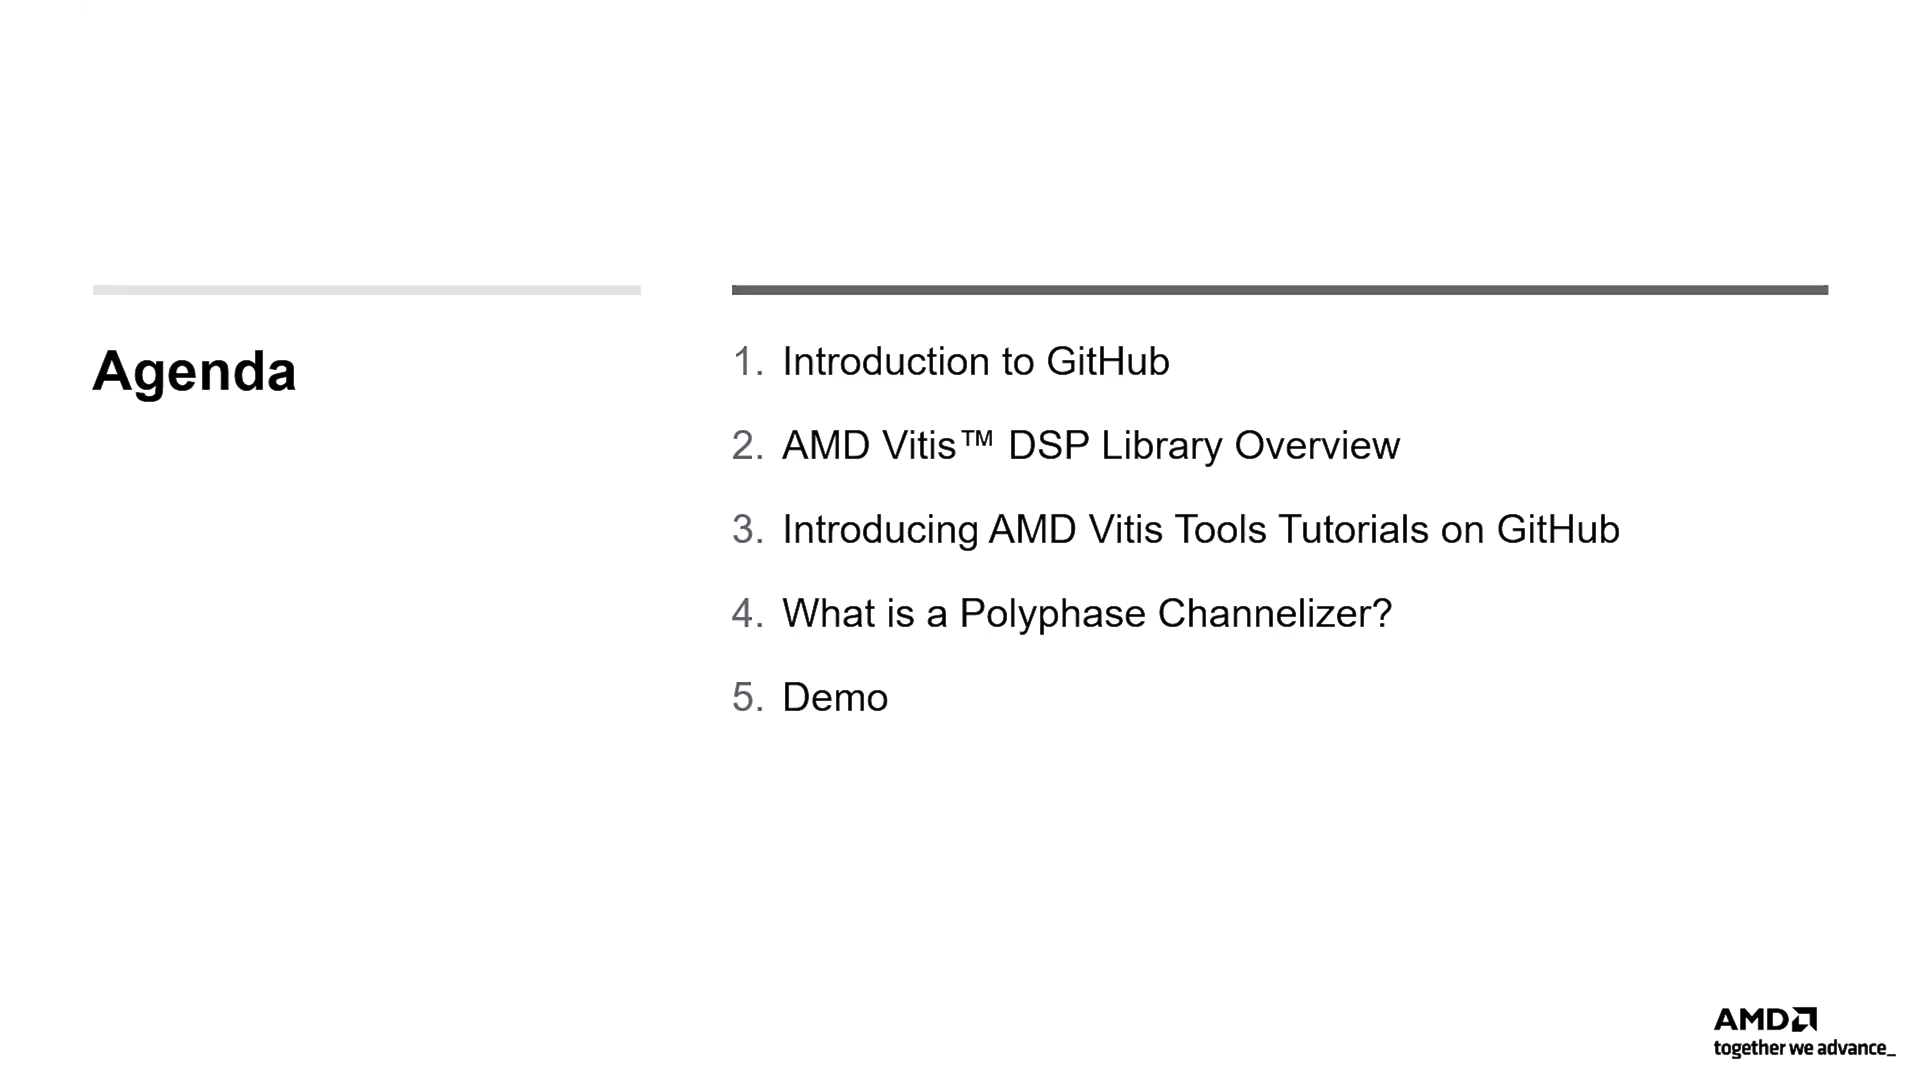 Agenda
1. Introduction to GitHub
2. AMD Vitis™ DSP Library Overview
3. Introducing AMD Vitis Tools Tutorials on GitHub
4. What is a Polyphase Channelizer?
5. Demo
AMD
together we advance_